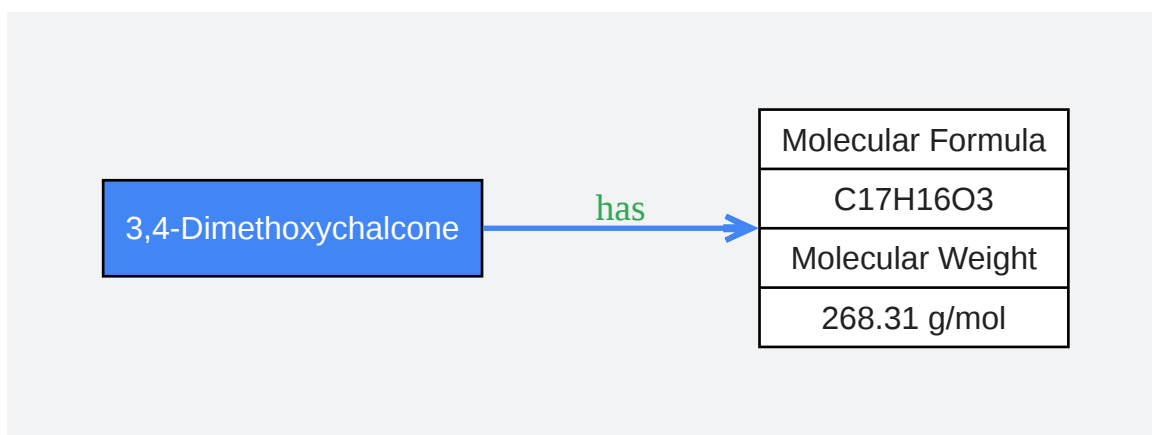 3,4-Dimethoxychalcone
has
Molecular Formula
C17H16O3
Molecular Weight
268.31 g/mol